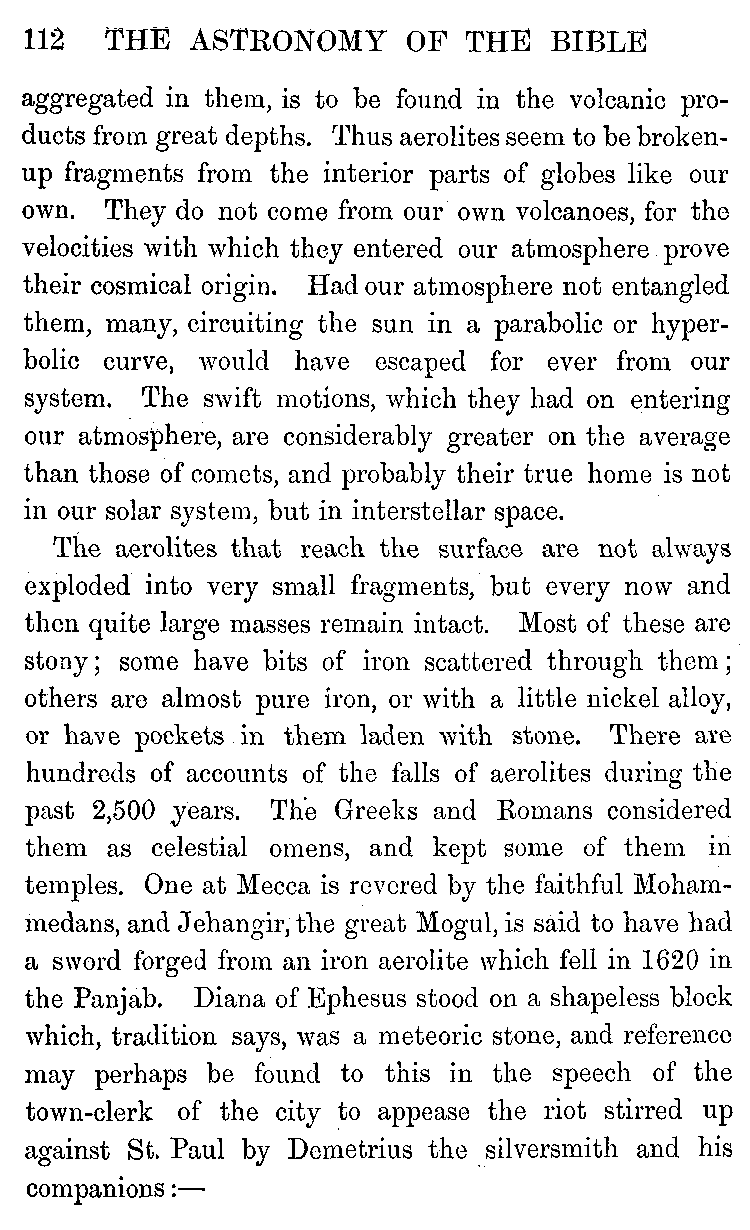 112 THE ASTRONOMY OF THE BIBLE
aggregated in them, is to be found in the volcanic pro-
ducts from great depths. Thus aerolites seem to be broken-
up fragments from the interior parts of globes like our
own. They do not come from our own volcanoes, for the
velocities with which they entered our atmosphere prove
their cosmical origin. Had our atmosphere not entangled
them, many, circuiting the sun in a parabolic or hyper-
bolic curve, would have escaped for ever from our
system. The swift motions, which they had on entering
our atmosphere, are considerably greater on the average
than those of comets, and probably their true home is not
in our solar system, but in interstellar space.
The aerolites that reach the surface are not always
exploded into very small fragments, but every now and
then quite large masses remain intact. Most of these are
stony; some have bits of iron scattered through them;
others are almost pure iron, or with a little nickel alloy,
or have pockets in them laden with stone. There are
hundreds of accounts of the falls of aerolites during the
past 2,500 years. The Greeks and Romans considered
them as celestial omens, and kept some of them in
temples. One at Mecca is revered by the faithful Moham-
medans, and Jehangir, the great Mogul, is said to have had
a sword forged from an iron aerolite which fell in 1620 in
the Panjab. Diana of Ephesus stood on a shapeless block
which, tradition says, was a meteoric stone, and reference
may perhaps be found to this in the speech of the
town-clerk of the city to appease the riot stirred up
against St. Paul by Demetrius the silversmith and his
companions:—